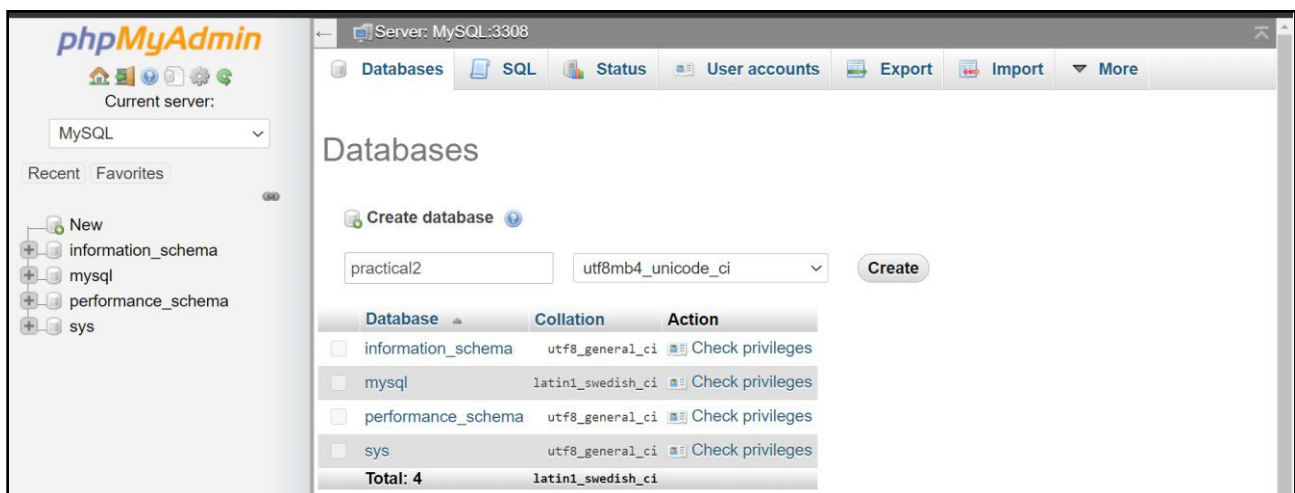 phpMyAdmin
Current server:
MySQL
Recent Favorites
New
information_schema
mysql
performance_schema
sys
Server: MySQL:3308
Databases SQL Status User accounts Export Import More
Databases
Create database
practical2 utf8mb4_unicode_ci Create
Database Collation Action
information_schema utf8_general_ci Check privileges
mysql latin1_swedish_ci Check privileges
performance_schema utf8_general_ci Check privileges
sys utf8_general_ci Check privileges
Total: 4 latin1_swedish_ci